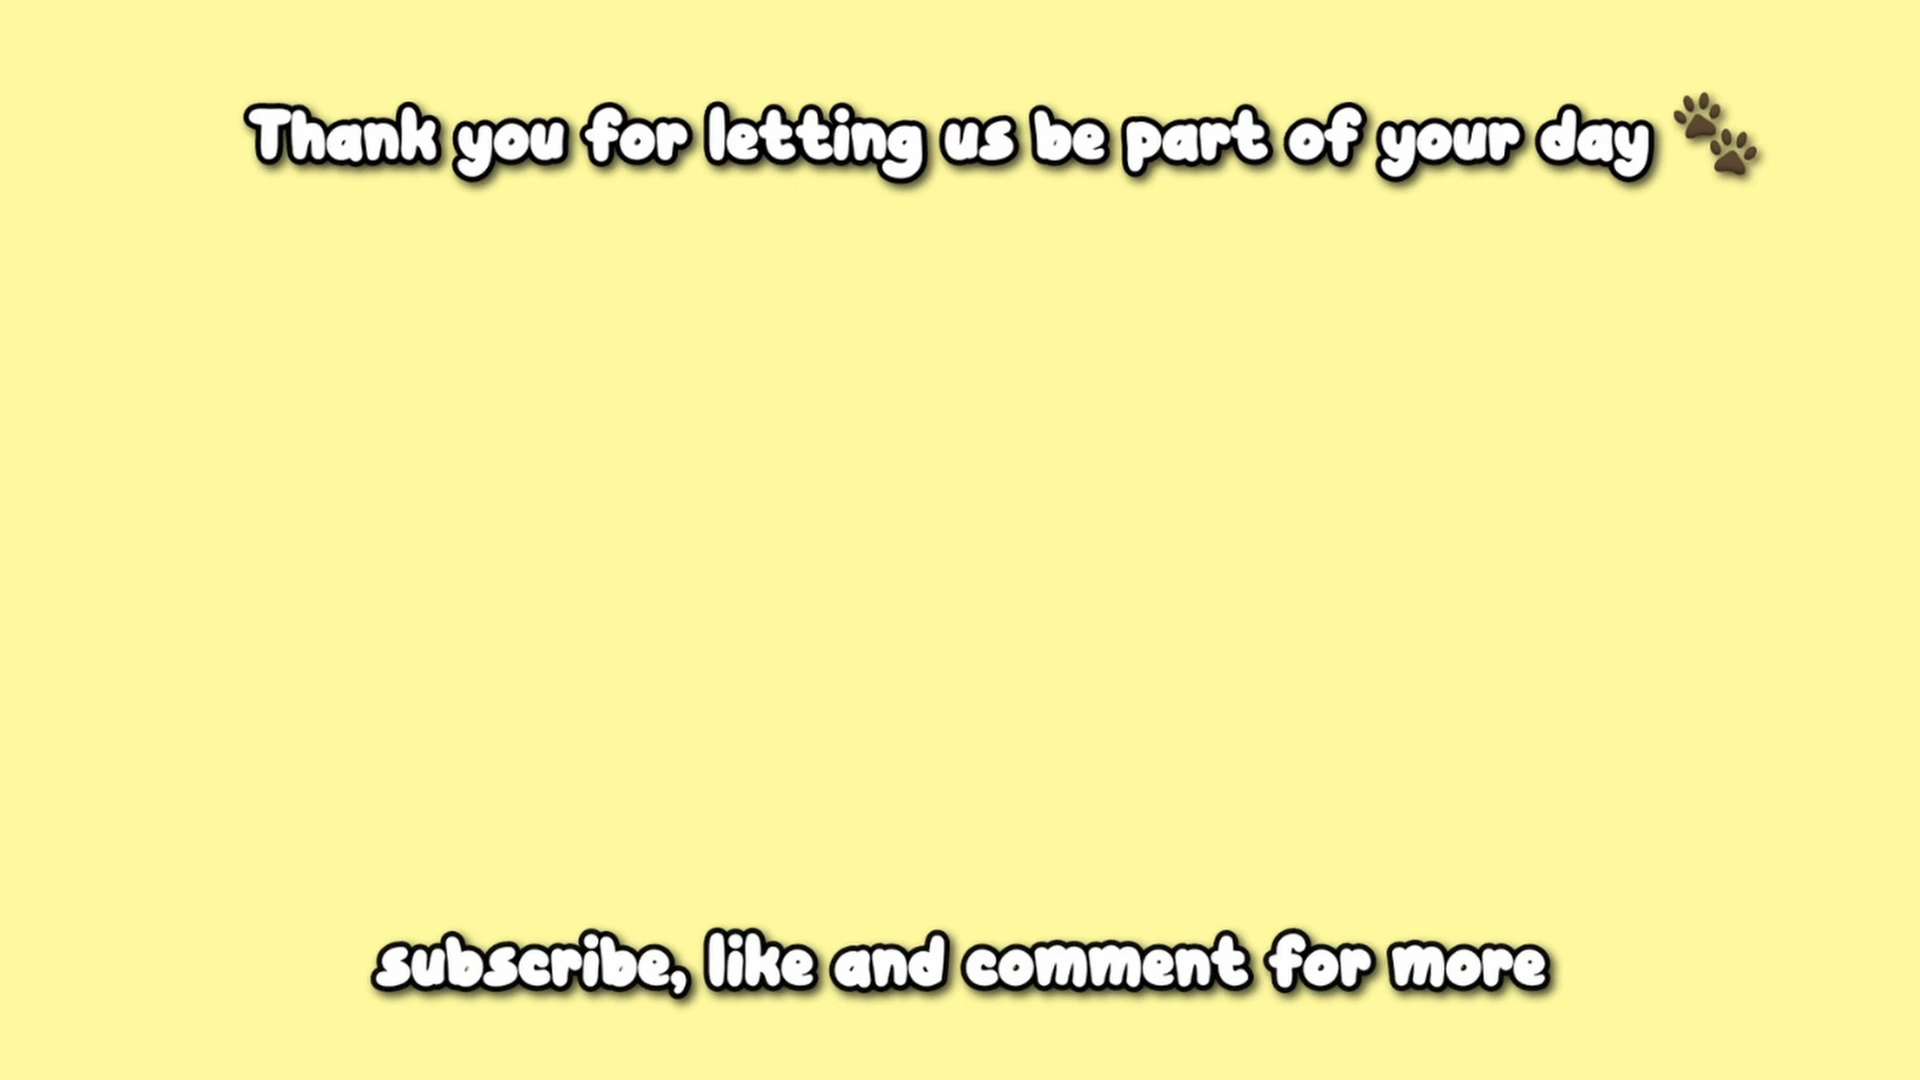 Thank you for letting us be part of your day 🐾
subscribe, like and comment for more